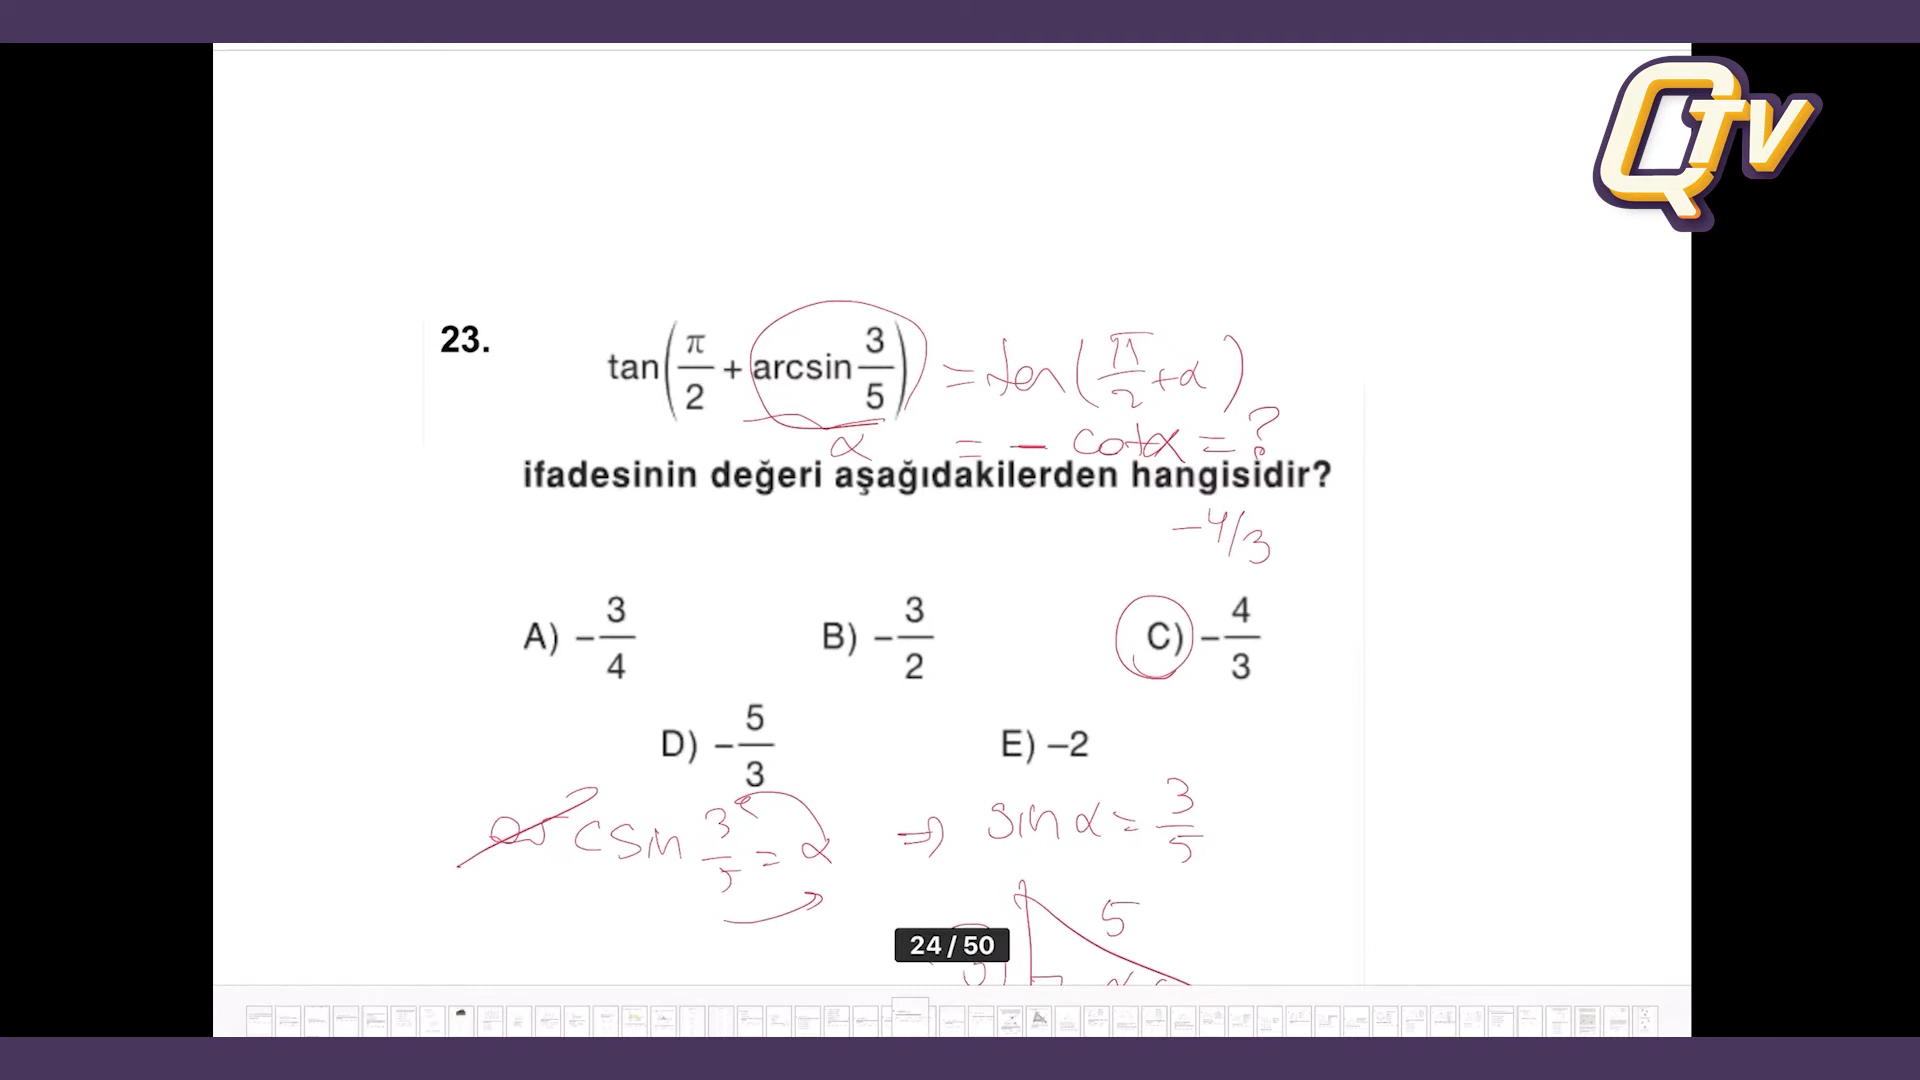 QTV
23. tan(π/2 + arcsin 3/5) = tan(π/2 + α)
α = - cotα = ?
ifadesinin değeri aşağıdakilerden hangisidir?
-4/3
A) -3/4 B) -3/2 C) -4/3
D) -5/3 E) -2
arcsin 3/5 = α ⇒ sin α = 3/5
5
24 / 50
3